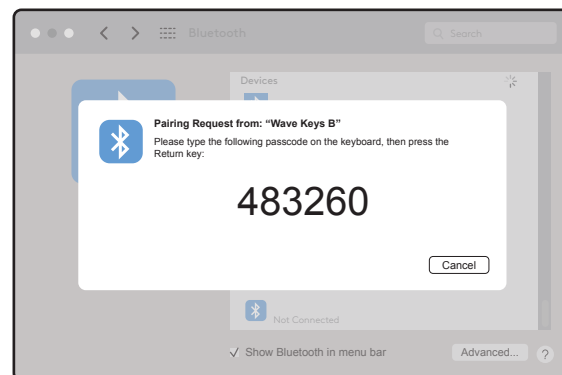 Bluetooth
Search
Devices
Pairing Request from: “Wave Keys B”
Please type the following passcode on the keyboard, then press the
Return key:
483260
Cancel
Not Connected
Show Bluetooth in menu bar
Advanced...
?